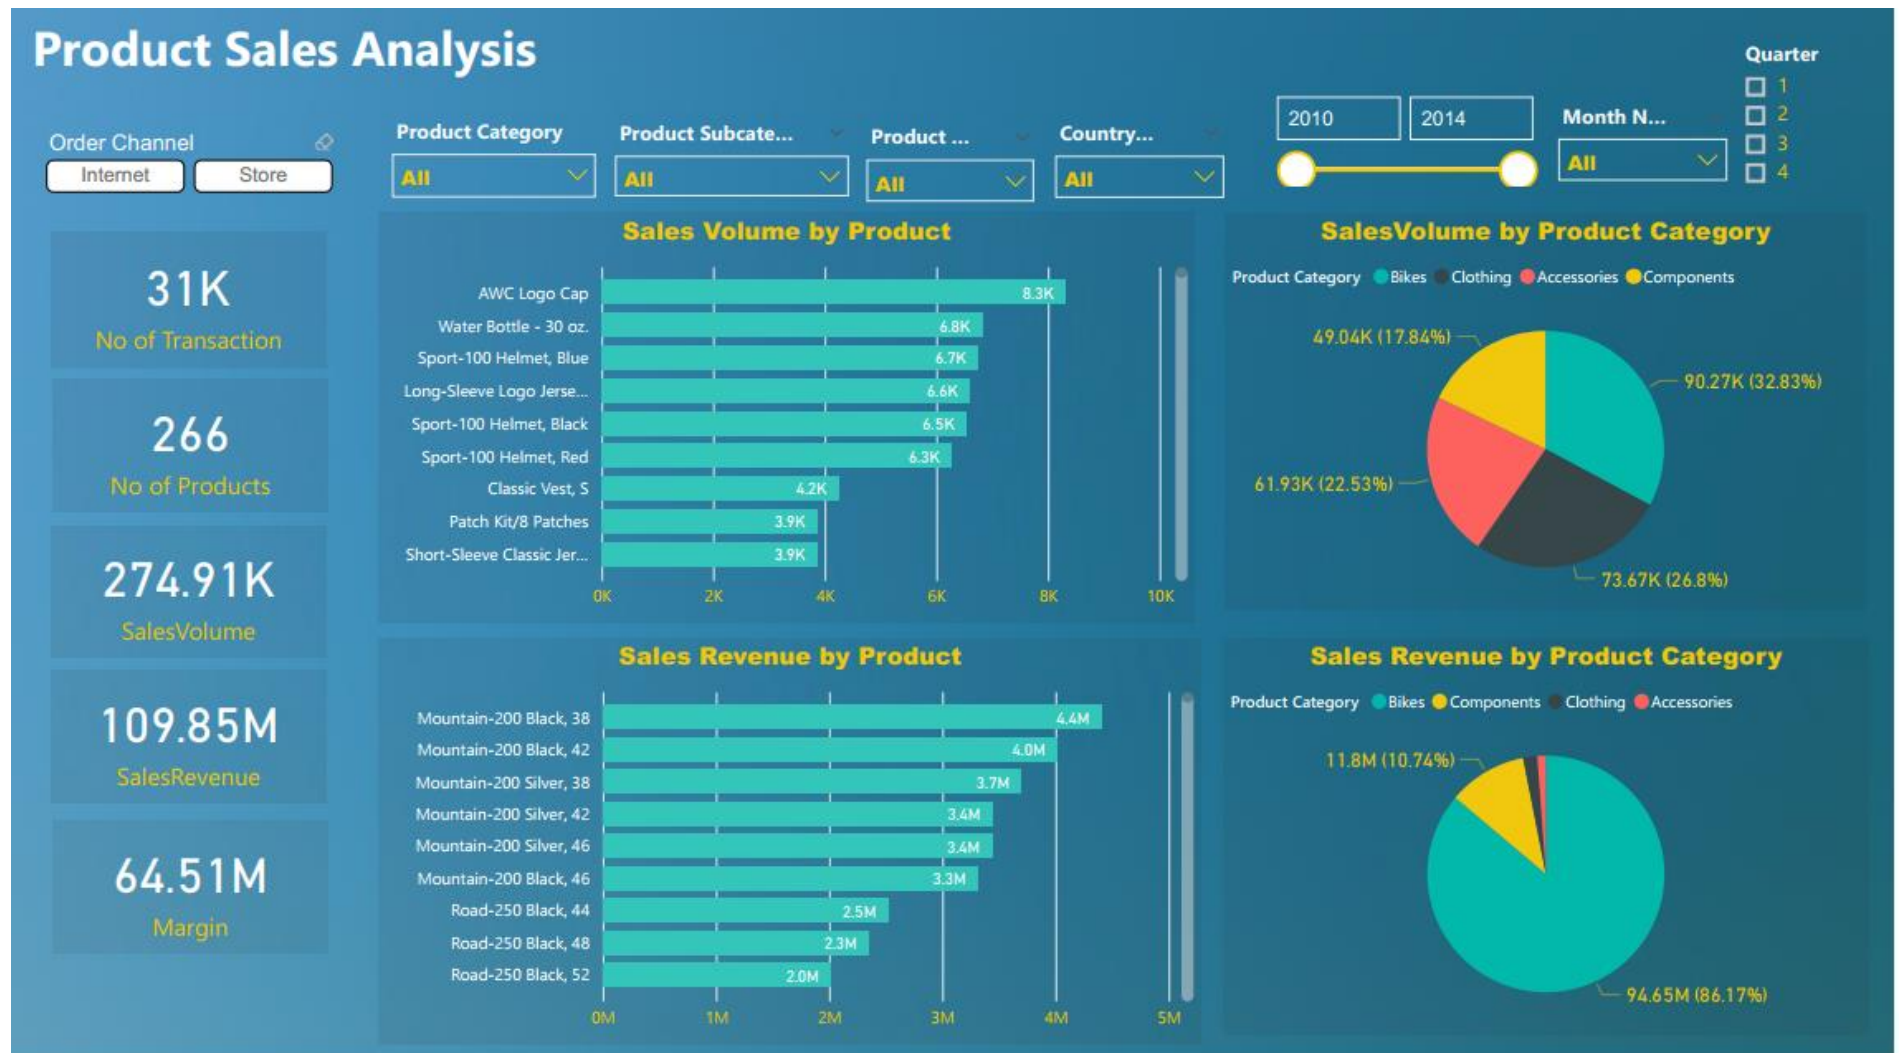 Product Sales Analysis
Order Channel
Internet
Store
Product Category
All
Product Subcate...
All
Product ...
All
Country...
All
2010
2014
Month N...
All
Quarter
1
2
3
4
31K
No of Transaction
266
No of Products
274.91K
SalesVolume
109.85M
SalesRevenue
64.51M
Margin
Sales Volume by Product
AWC Logo Cap 8.3K
Water Bottle - 30 oz. 6.8K
Sport-100 Helmet, Blue 6.7K
Long-Sleeve Logo Jerse... 6.6K
Sport-100 Helmet, Black 6.5K
Sport-100 Helmet, Red 6.3K
Classic Vest, S 4.2K
Patch Kit/8 Patches 3.9K
Short-Sleeve Classic Jer... 3.9K
0K 2K 4K 6K 8K 10K
SalesVolume by Product Category
Product Category Bikes Clothing Accessories Components
49.04K (17.84%)
90.27K (32.83%)
61.93K (22.53%)
73.67K (26.8%)
Sales Revenue by Product
Mountain-200 Black, 38 4.4M
Mountain-200 Black, 42 4.0M
Mountain-200 Silver, 38 3.7M
Mountain-200 Silver, 42 3.4M
Mountain-200 Silver, 46 3.4M
Mountain-200 Black, 46 3.3M
Road-250 Black, 44 2.5M
Road-250 Black, 48 2.3M
Road-250 Black, 52 2.0M
0M 1M 2M 3M 4M 5M
Sales Revenue by Product Category
Product Category Bikes Components Clothing Accessories
11.8M (10.74%)
94.65M (86.17%)